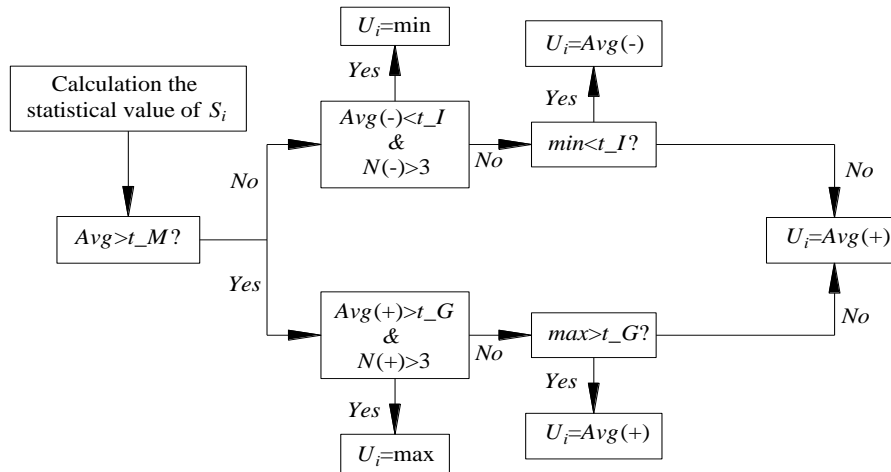 Calculation the
statistical value of S_i
Avg>t_M?
No
Yes
U_i=min
Yes
Avg(-)<t_I
&
N(-)>3
No
U_i=Avg(-)
Yes
min<t_I?
No
U_i=Avg(+)
No
Avg(+)>t_G
&
N(+)>3
No
Yes
U_i=max
max>t_G?
Yes
U_i=Avg(+)